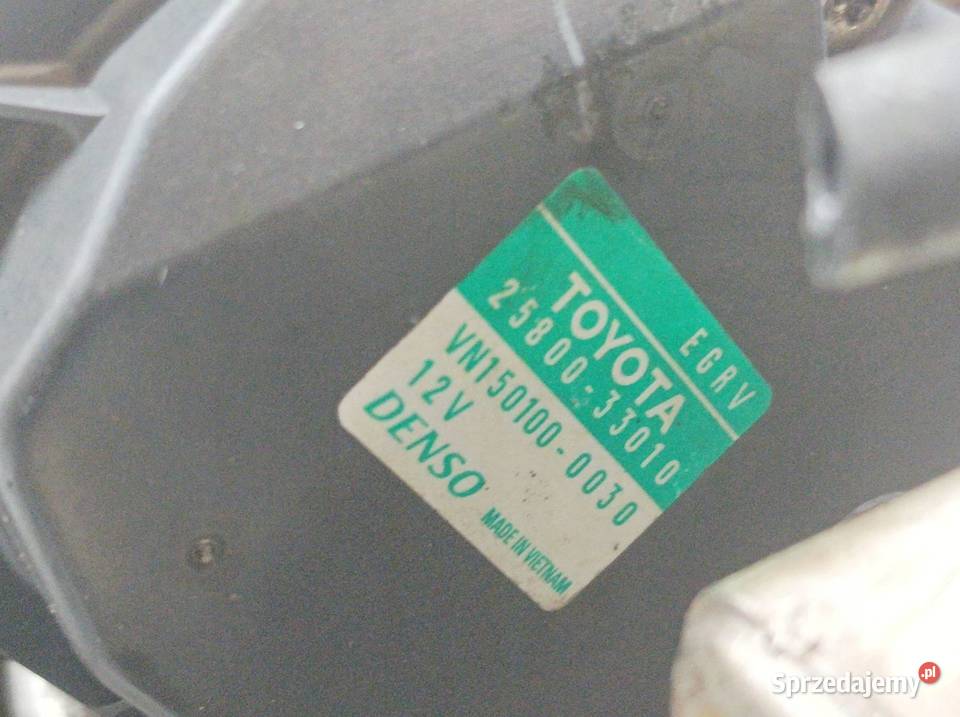 EGRV
TOYOTA
25800-33010
VN150100-0030
12V
DENSO
MADE IN VIETNAM
Sprzedajemy.pl